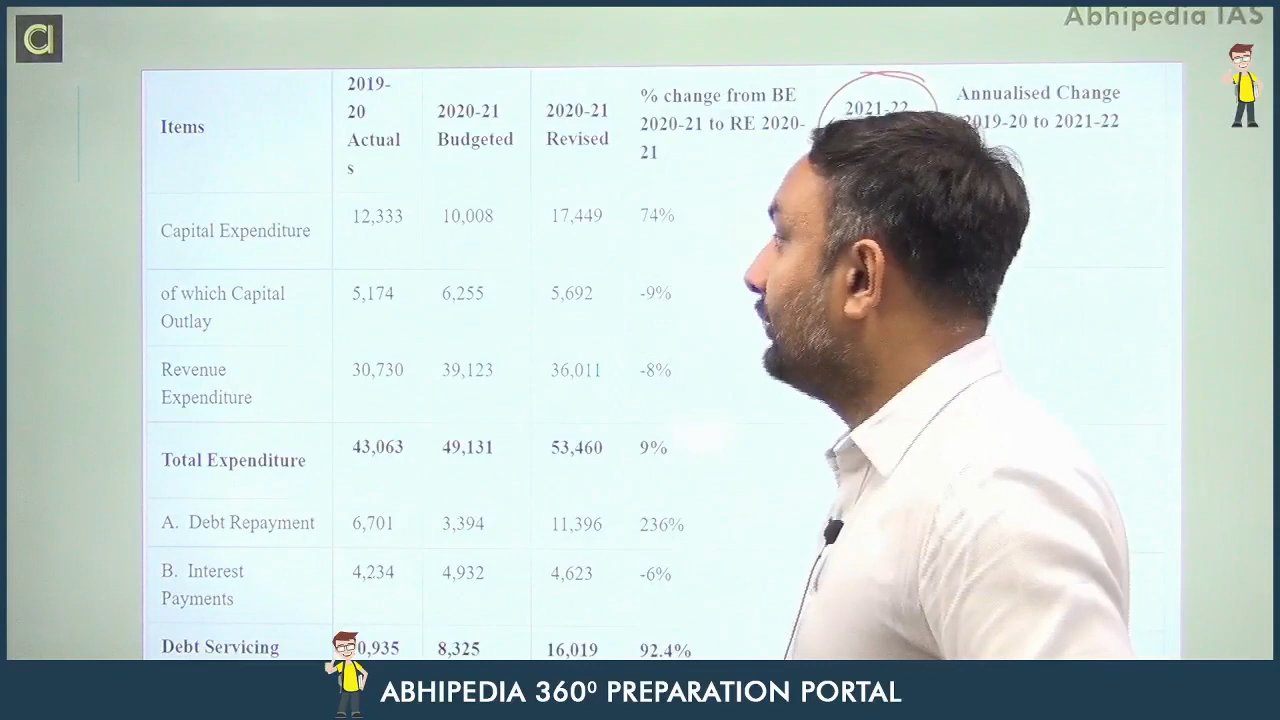 Abhipedia IAS
a
Items
2019-
20
Actual
s
2020-21
Budgeted
2020-21
Revised
% change from BE
2020-21 to RE 2020-
21
2021-22
Annualised Change
2019-20 to 2021-22
Capital Expenditure 12,333 10,008 17,449 74%
of which Capital
Outlay
5,174 6,255 5,692 -9%
Revenue
Expenditure
30,730 39,123 36,011 -8%
Total Expenditure 43,063 49,131 53,460 9%
A. Debt Repayment 6,701 3,394 11,396 236%
B. Interest
Payments
4,234 4,932 4,623 -6%
Debt Servicing 0,935 8,325 16,019 92.4%
ABHIPEDIA 360⁰ PREPARATION PORTAL